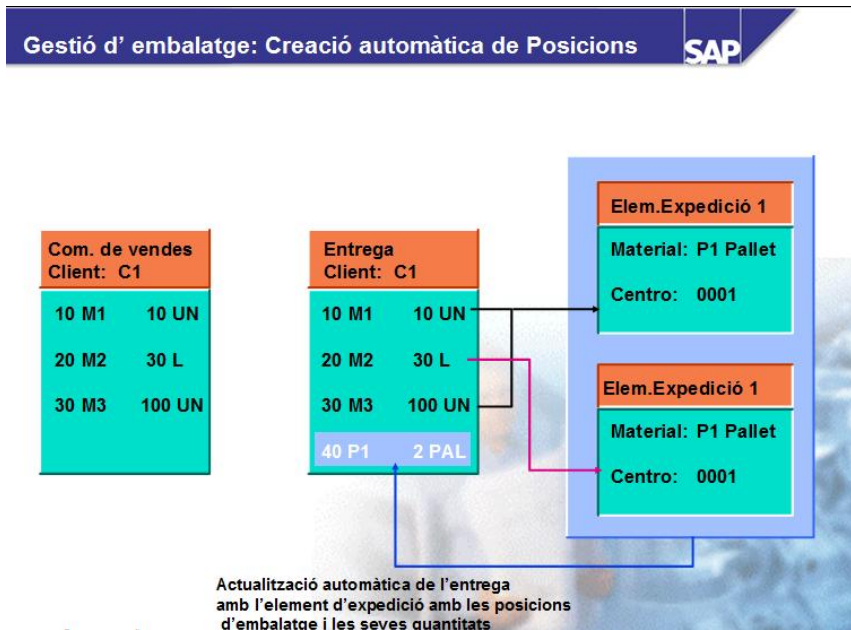 Gestió d' embalatge: Creació automàtica de Posicions
SAP
Com. de vendes
Client: C1
10 M1 10 UN
20 M2 30 L
30 M3 100 UN
Entrega
Client: C1
10 M1 10 UN
20 M2 30 L
30 M3 100 UN
40 P1 2 PAL
Elem.Expedició 1
Material: P1 Pallet
Centro: 0001
Elem.Expedició 1
Material: P1 Pallet
Centro: 0001
Actualització automàtica de l'entrega
amb l'element d'expedició amb les posicions
d'embalatge i les seves quantitats